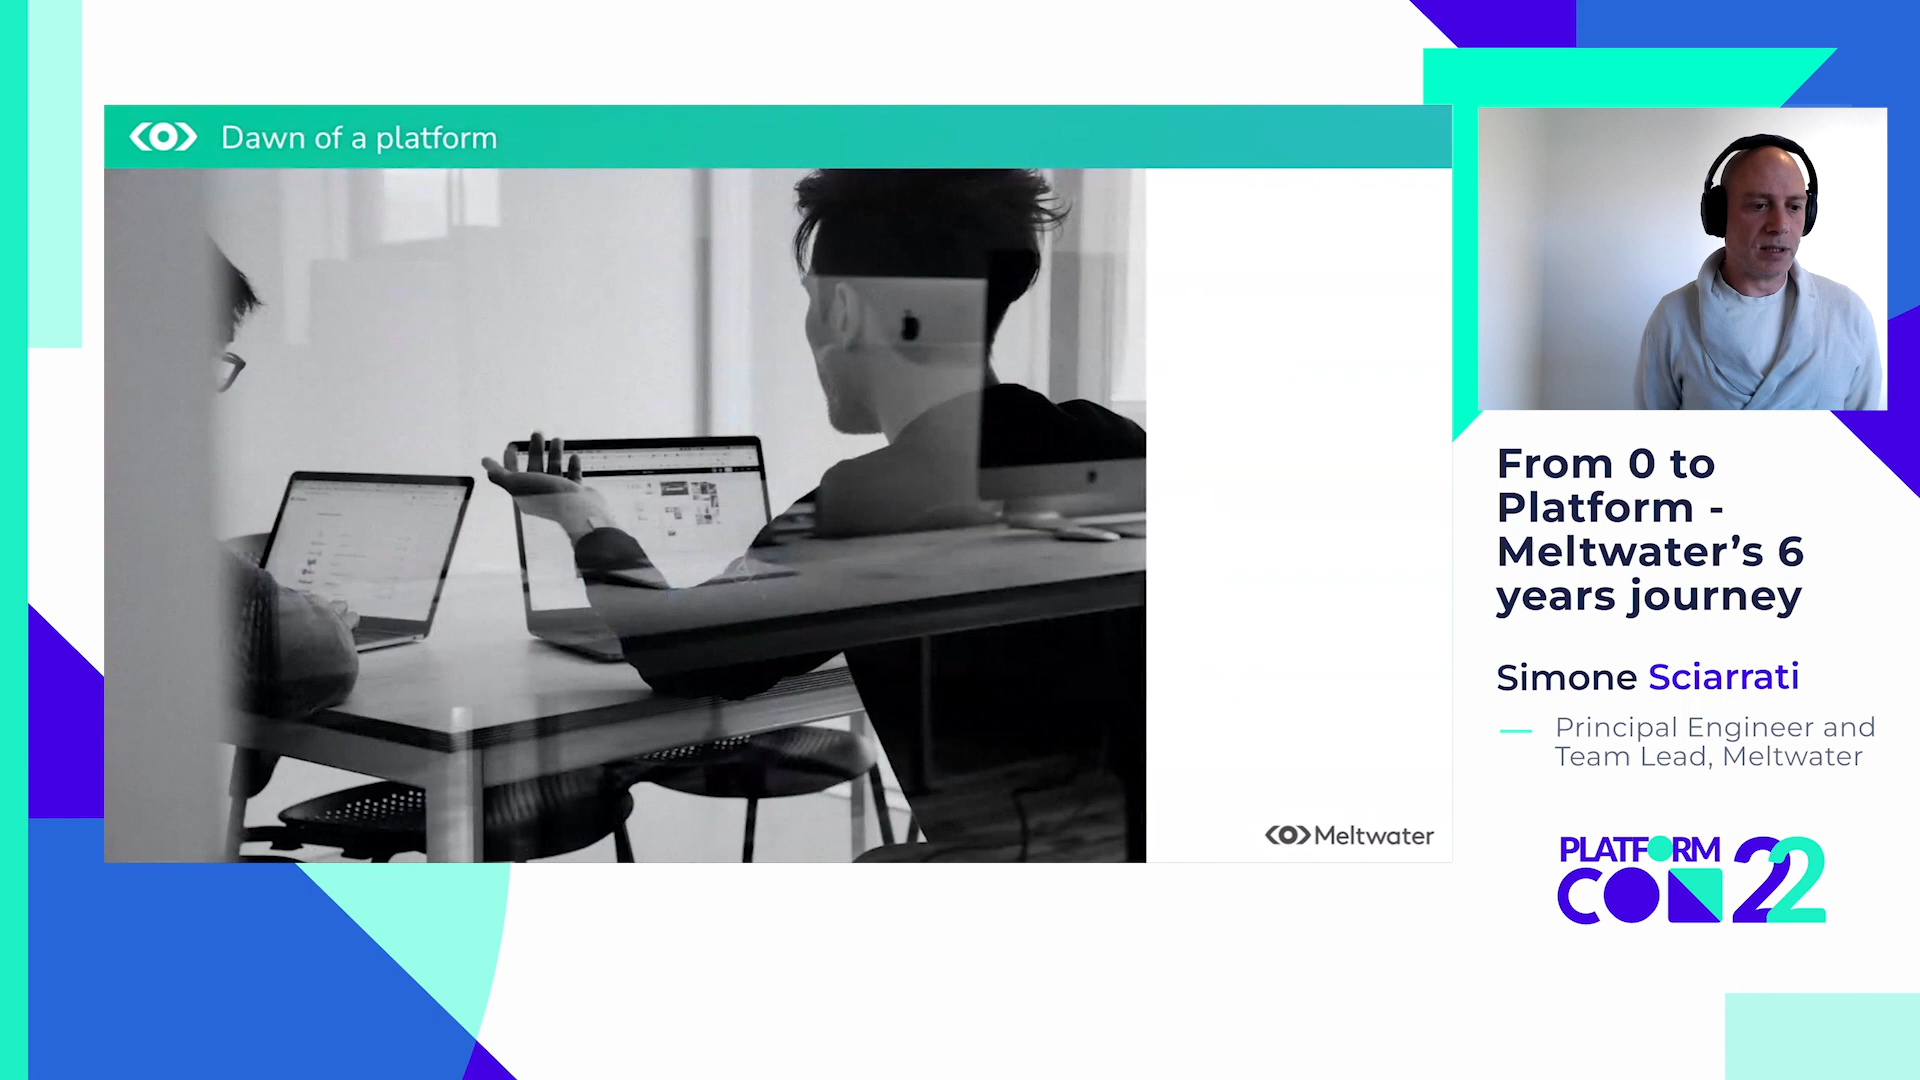 Dawn of a platform
Meltwater
From 0 to
Platform -
Meltwater’s 6
years journey
Simone Sciarrati
Principal Engineer and
Team Lead, Meltwater
PLATFORM
CON 22